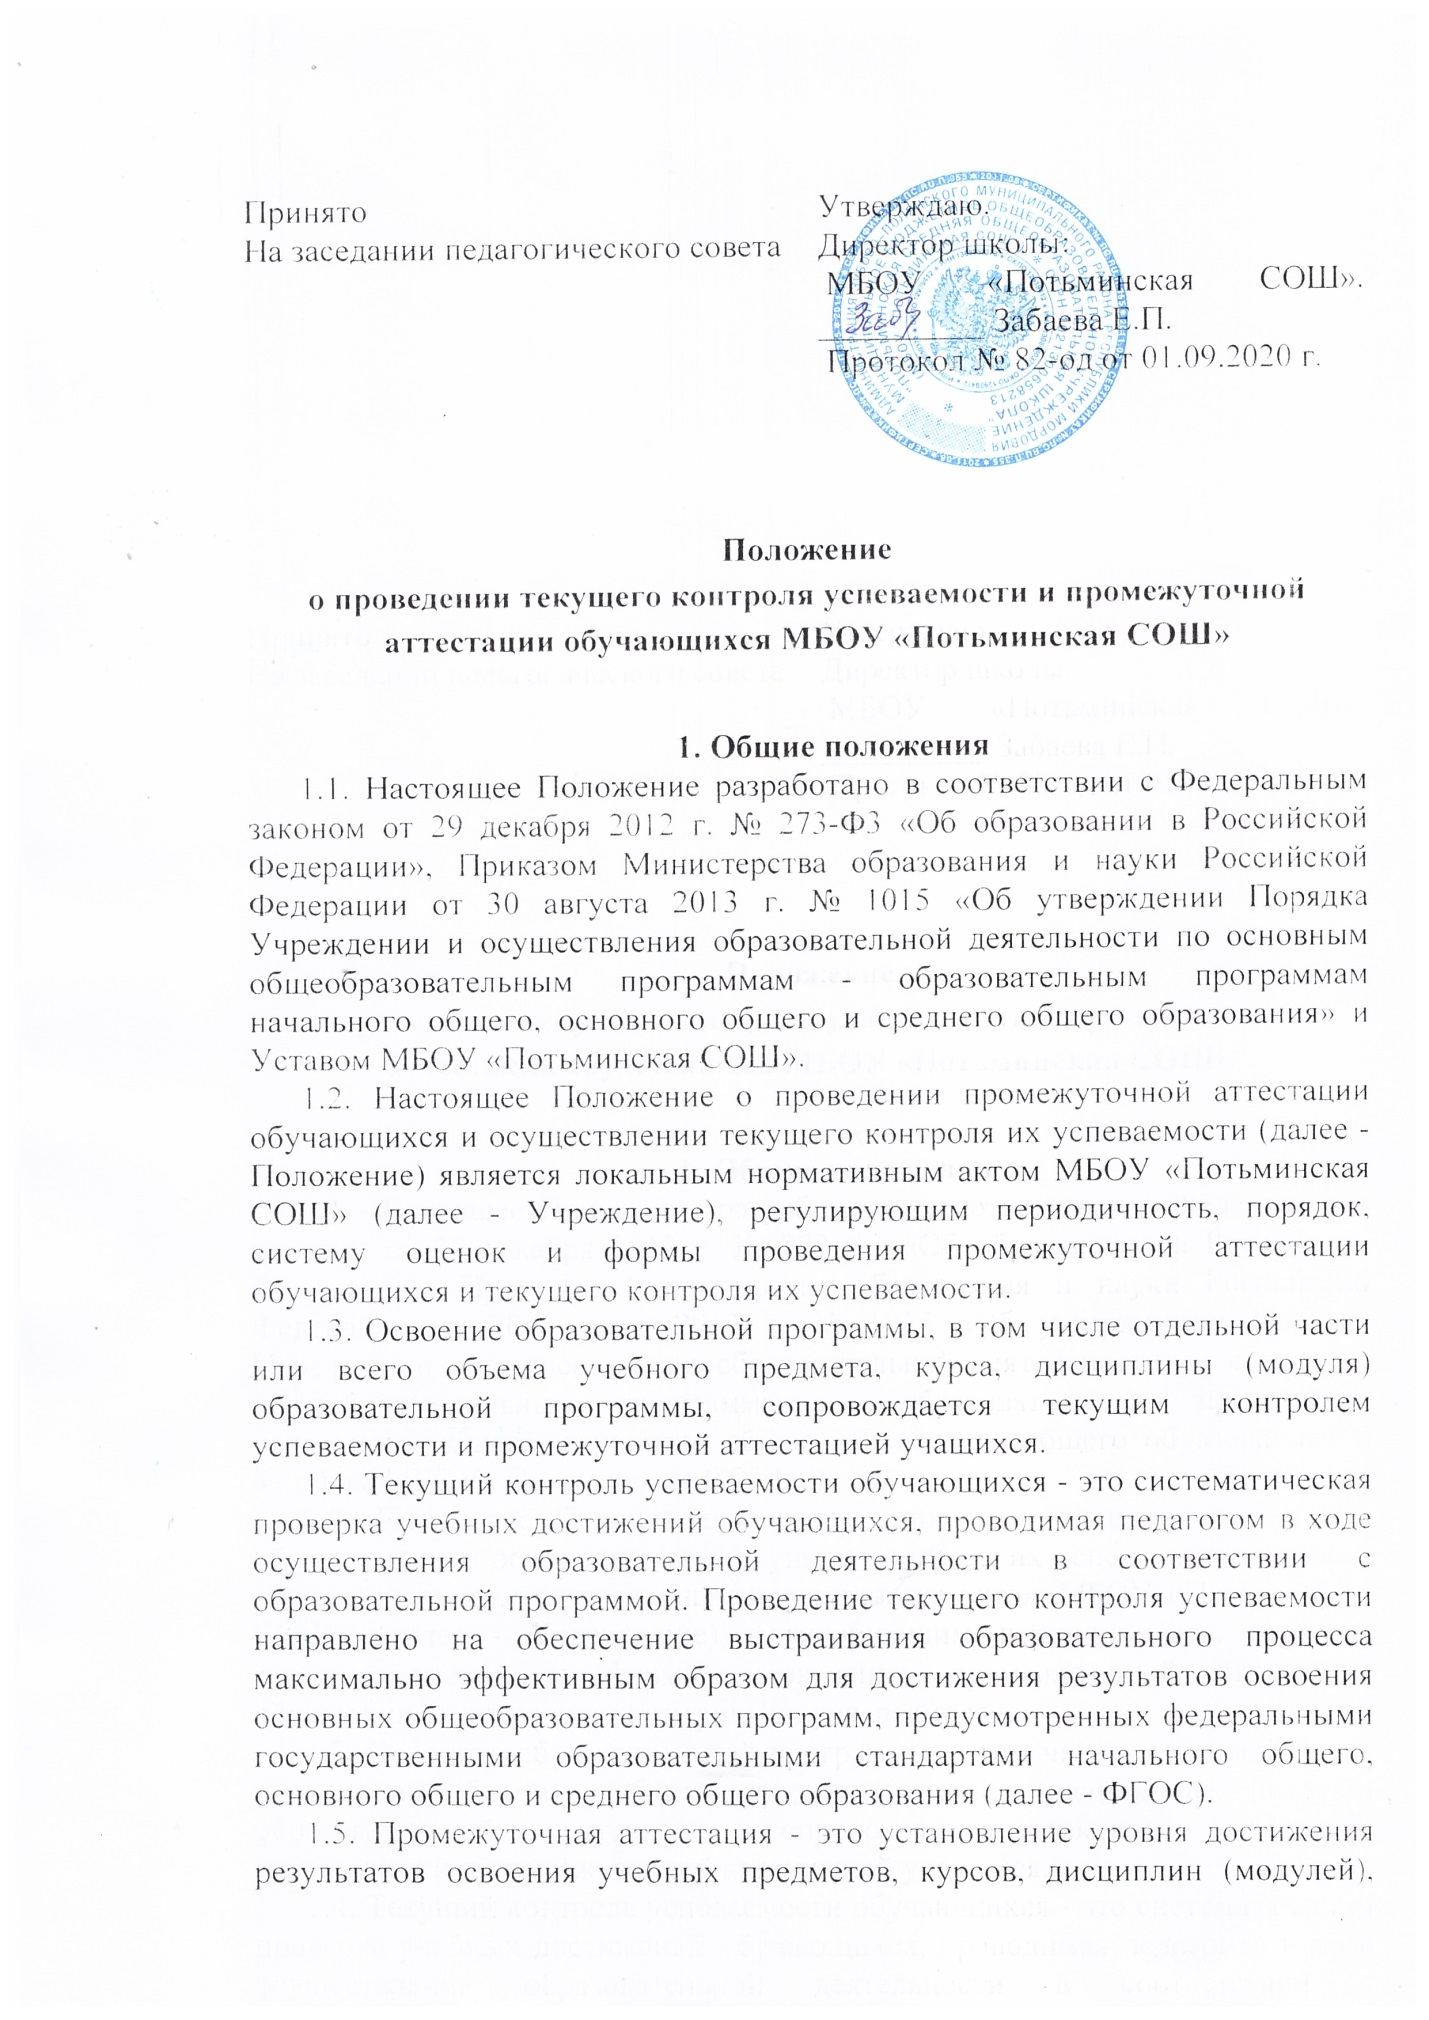 Принято
На заседании педагогического совета
Утверждаю.
Директор школы:
МБОУ «Потьминская СОШ».
Забаева Е.П.
Протокол № 82-од от 01.09.2020 г.
Положение
о проведении текущего контроля успеваемости и промежуточной
аттестации обучающихся МБОУ «Потьминская СОШ»
1. Общие положения
1.1. Настоящее Положение разработано в соответствии с Федеральным
законом от 29 декабря 2012 г. № 273-ФЗ «Об образовании в Российской
Федерации», Приказом Министерства образования и науки Российской
Федерации от 30 августа 2013 г. № 1015 «Об утверждении Порядка
Учреждении и осуществления образовательной деятельности по основным
общеобразовательным программам - образовательным программам
начального общего, основного общего и среднего общего образования» и
Уставом МБОУ «Потьминская СОШ».
1.2. Настоящее Положение о проведении промежуточной аттестации
обучающихся и осуществлении текущего контроля их успеваемости (далее -
Положение) является локальным нормативным актом МБОУ «Потьминская
СОШ» (далее - Учреждение), регулирующим периодичность, порядок,
систему оценок и формы проведения промежуточной аттестации
обучающихся и текущего контроля их успеваемости.
1.3. Освоение образовательной программы, в том числе отдельной части
или всего объема учебного предмета, курса, дисциплины (модуля)
образовательной программы, сопровождается текущим контролем
успеваемости и промежуточной аттестацией учащихся.
1.4. Текущий контроль успеваемости обучающихся - это систематическая
проверка учебных достижений обучающихся, проводимая педагогом в ходе
осуществления образовательной деятельности в соответствии с
образовательной программой. Проведение текущего контроля успеваемости
направлено на обеспечение выстраивания образовательного процесса
максимально эффективным образом для достижения результатов освоения
основных общеобразовательных программ, предусмотренных федеральными
государственными образовательными стандартами начального общего,
основного общего и среднего общего образования (далее - ФГОС).
1.5. Промежуточная аттестация - это установление уровня достижения
результатов освоения учебных предметов, курсов, дисциплин (модулей),